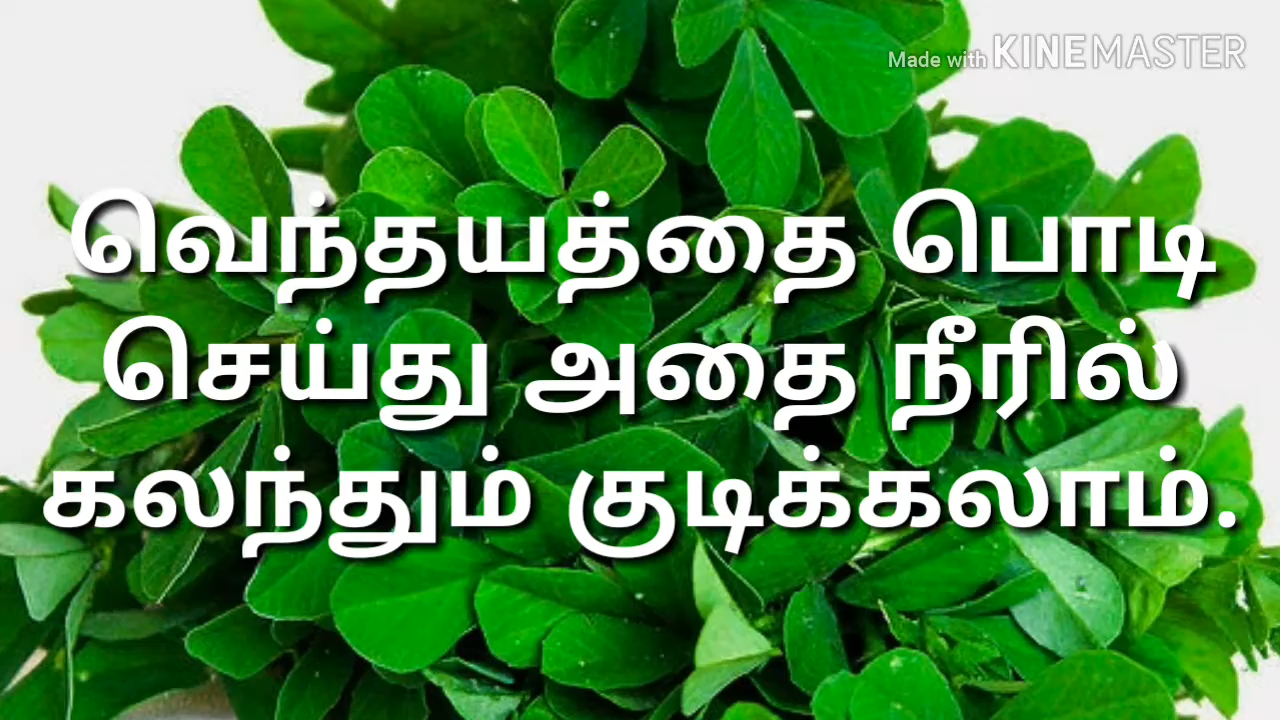 Made with KINEMASTER
வெந்தயத்தை பொடி
செய்து அதை நீரில்
கலந்தும் குடிக்கலாம்.